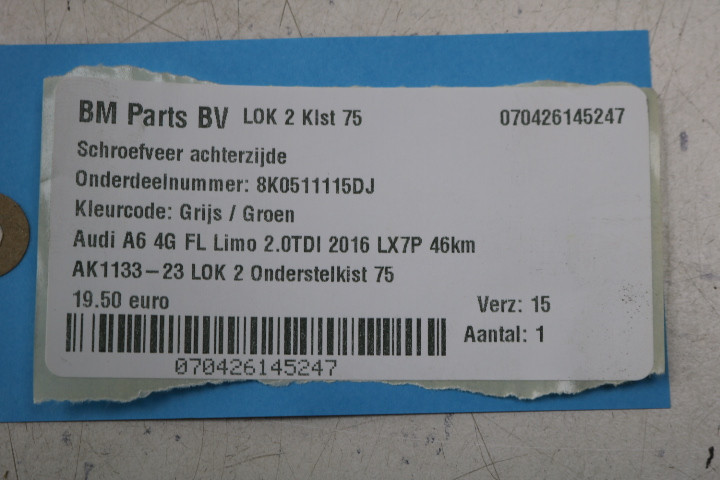 BM Parts BV LOK 2 Kist 75 070426145247
Schroefveer achterzijde
Onderdeelnummer: 8K0511115DJ
Kleurcode: Grijs / Groen
Audi A6 4G FL Limo 2.0TDI 2016 LX7P 46km
AK1133-23 LOK 2 Onderstelkist 75
19.50 euro Verz: 15
Aantal: 1
070426145247